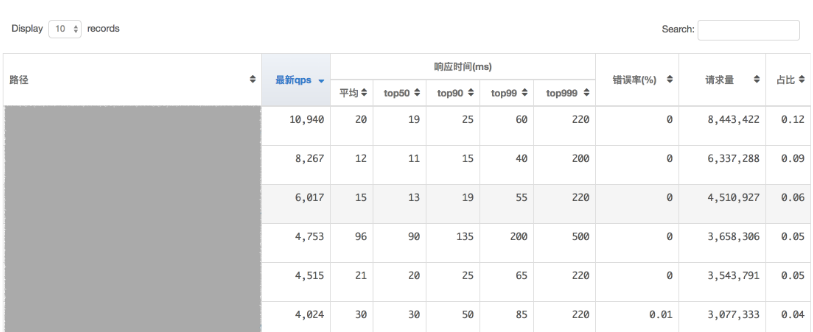 Display 10 records Search:
响应时间(ms)
路径 最新qps 错误率(%) 请求量 占比
平均 top50 top90 top99 top999
10,940 20 19 25 60 220 0 8,443,422 0.12
8,267 12 11 15 40 200 0 6,337,288 0.09
6,017 15 13 19 55 220 0 4,510,927 0.06
4,753 96 90 135 200 500 0 3,658,306 0.05
4,515 21 20 25 65 220 0 3,543,791 0.05
4,024 30 30 50 85 220 0.01 3,077,333 0.04